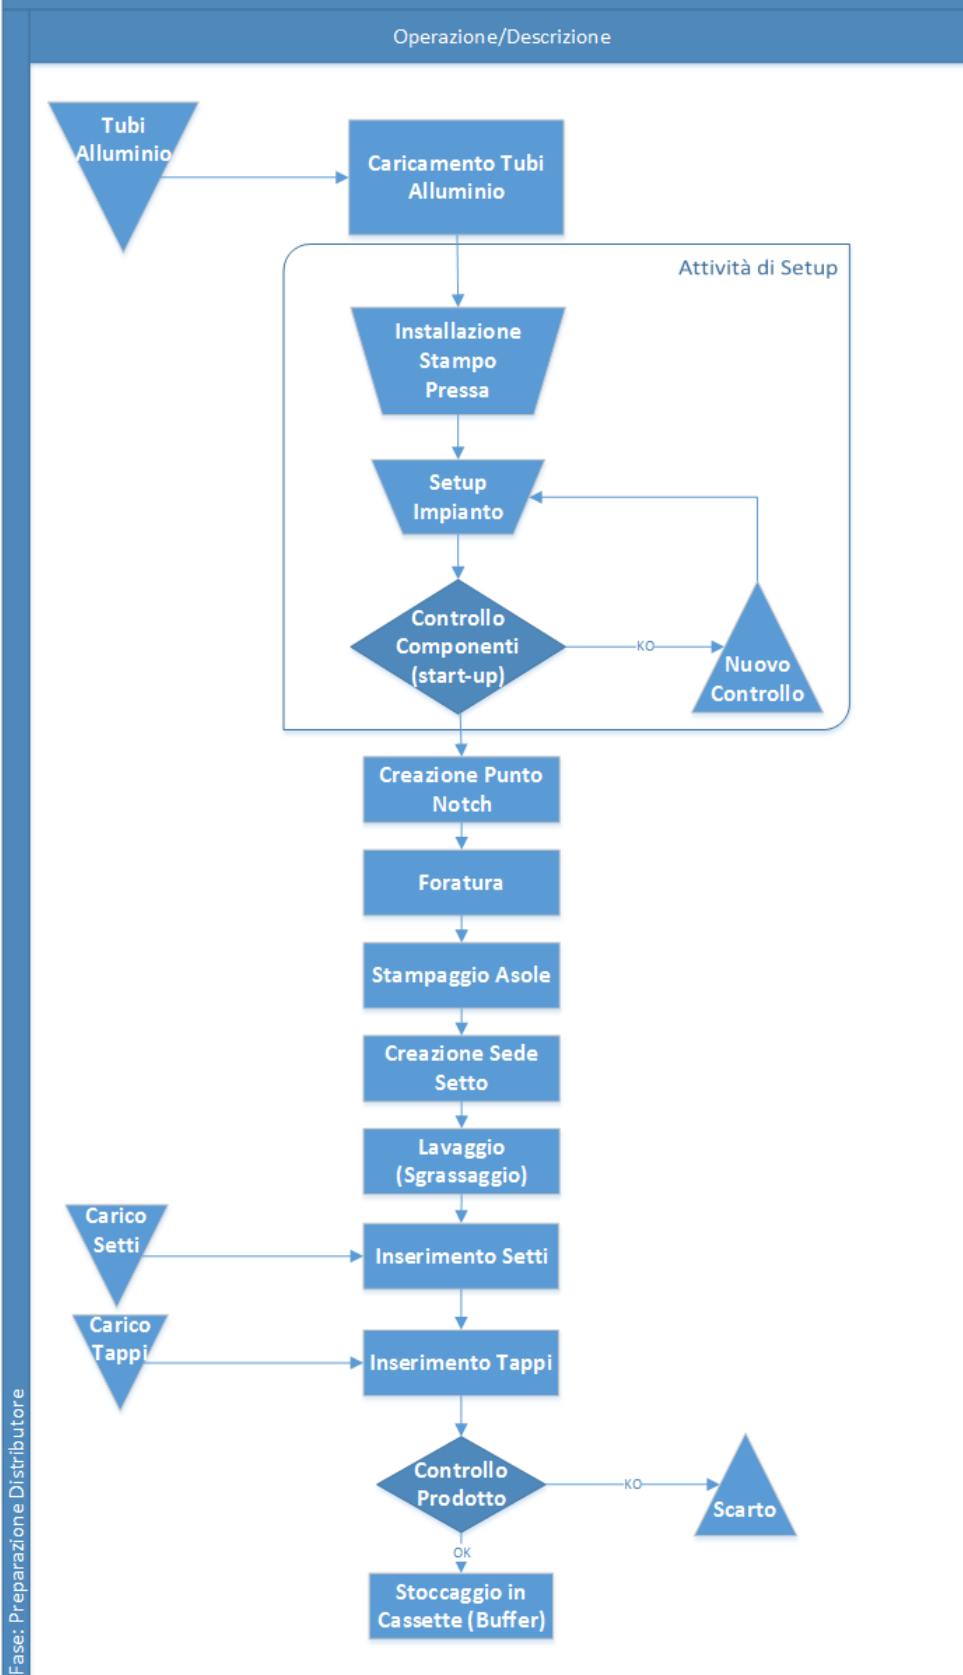 Operazione/Descrizione
Tubi
Alluminio
Caricamento Tubi
Alluminio
Attività di Setup
Installazione
Stampo
Pressa
Setup
Impianto
Controllo
Componenti
(start-up)
KO
Nuovo
Controllo
Creazione Punto
Notch
Foratura
Stampaggio Asole
Creazione Sede
Setto
Lavaggio
(Sgrassaggio)
Carico
Setti
Inserimento Setti
Carico
Tappi
Inserimento Tappi
Controllo
Prodotto
KO
Scarto
OK
Stoccaggio in
Cassette (Buffer)
Fase: Preparazione Distributore